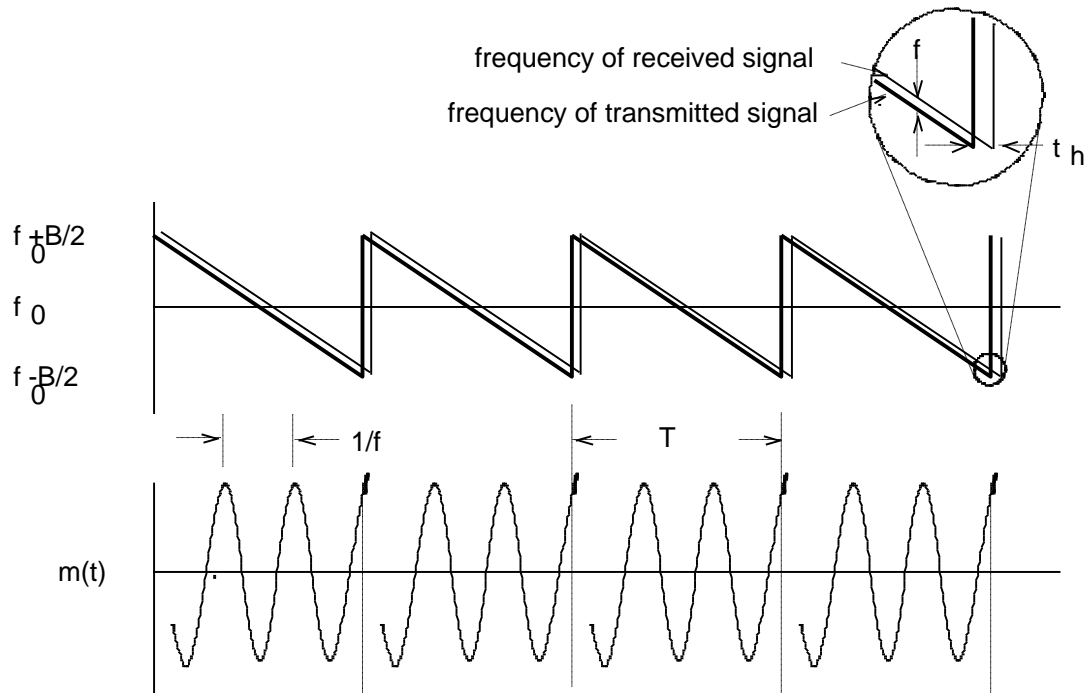 frequency of received signal
f
frequency of transmitted signal
t h
f 0 +B/2
f 0
f 0 -B/2
1/f
T
m(t)